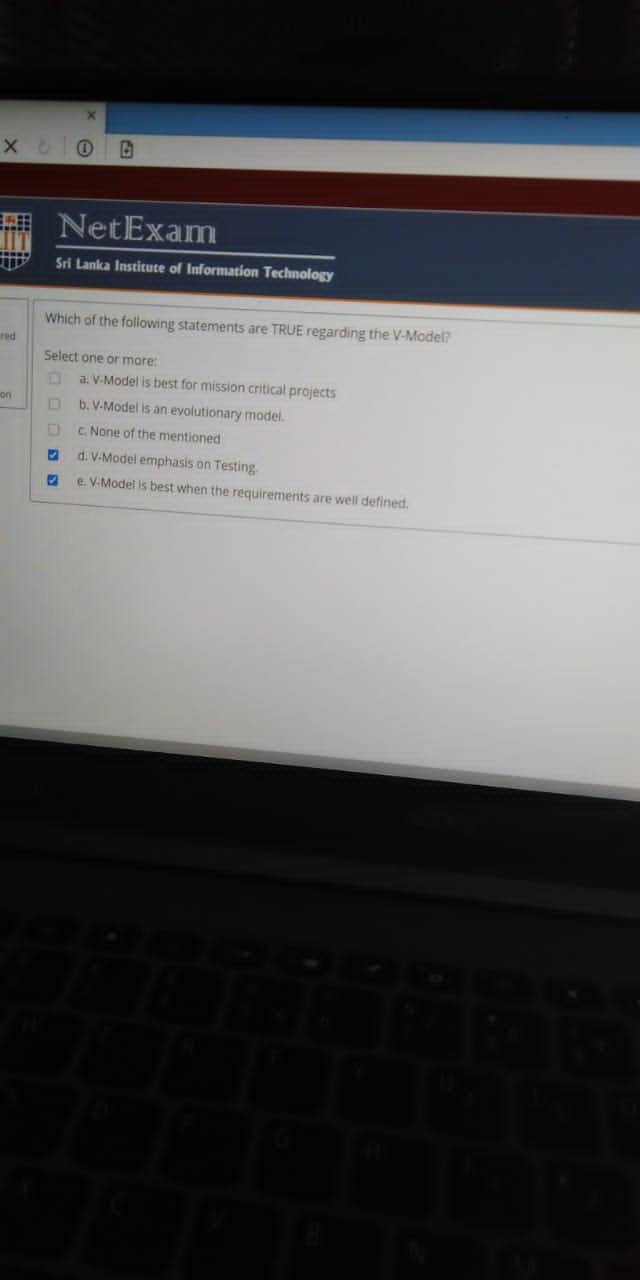 NetExam
Sri Lanka Institute of Information Technology
red
on
Which of the following statements are TRUE regarding the V-Model?
Select one or more:
a. V-Model is best for mission critical projects
b. V-Model is an evolutionary model.
c. None of the mentioned
d. V-Model emphasis on Testing.
e. V-Model is best when the requirements are well defined.